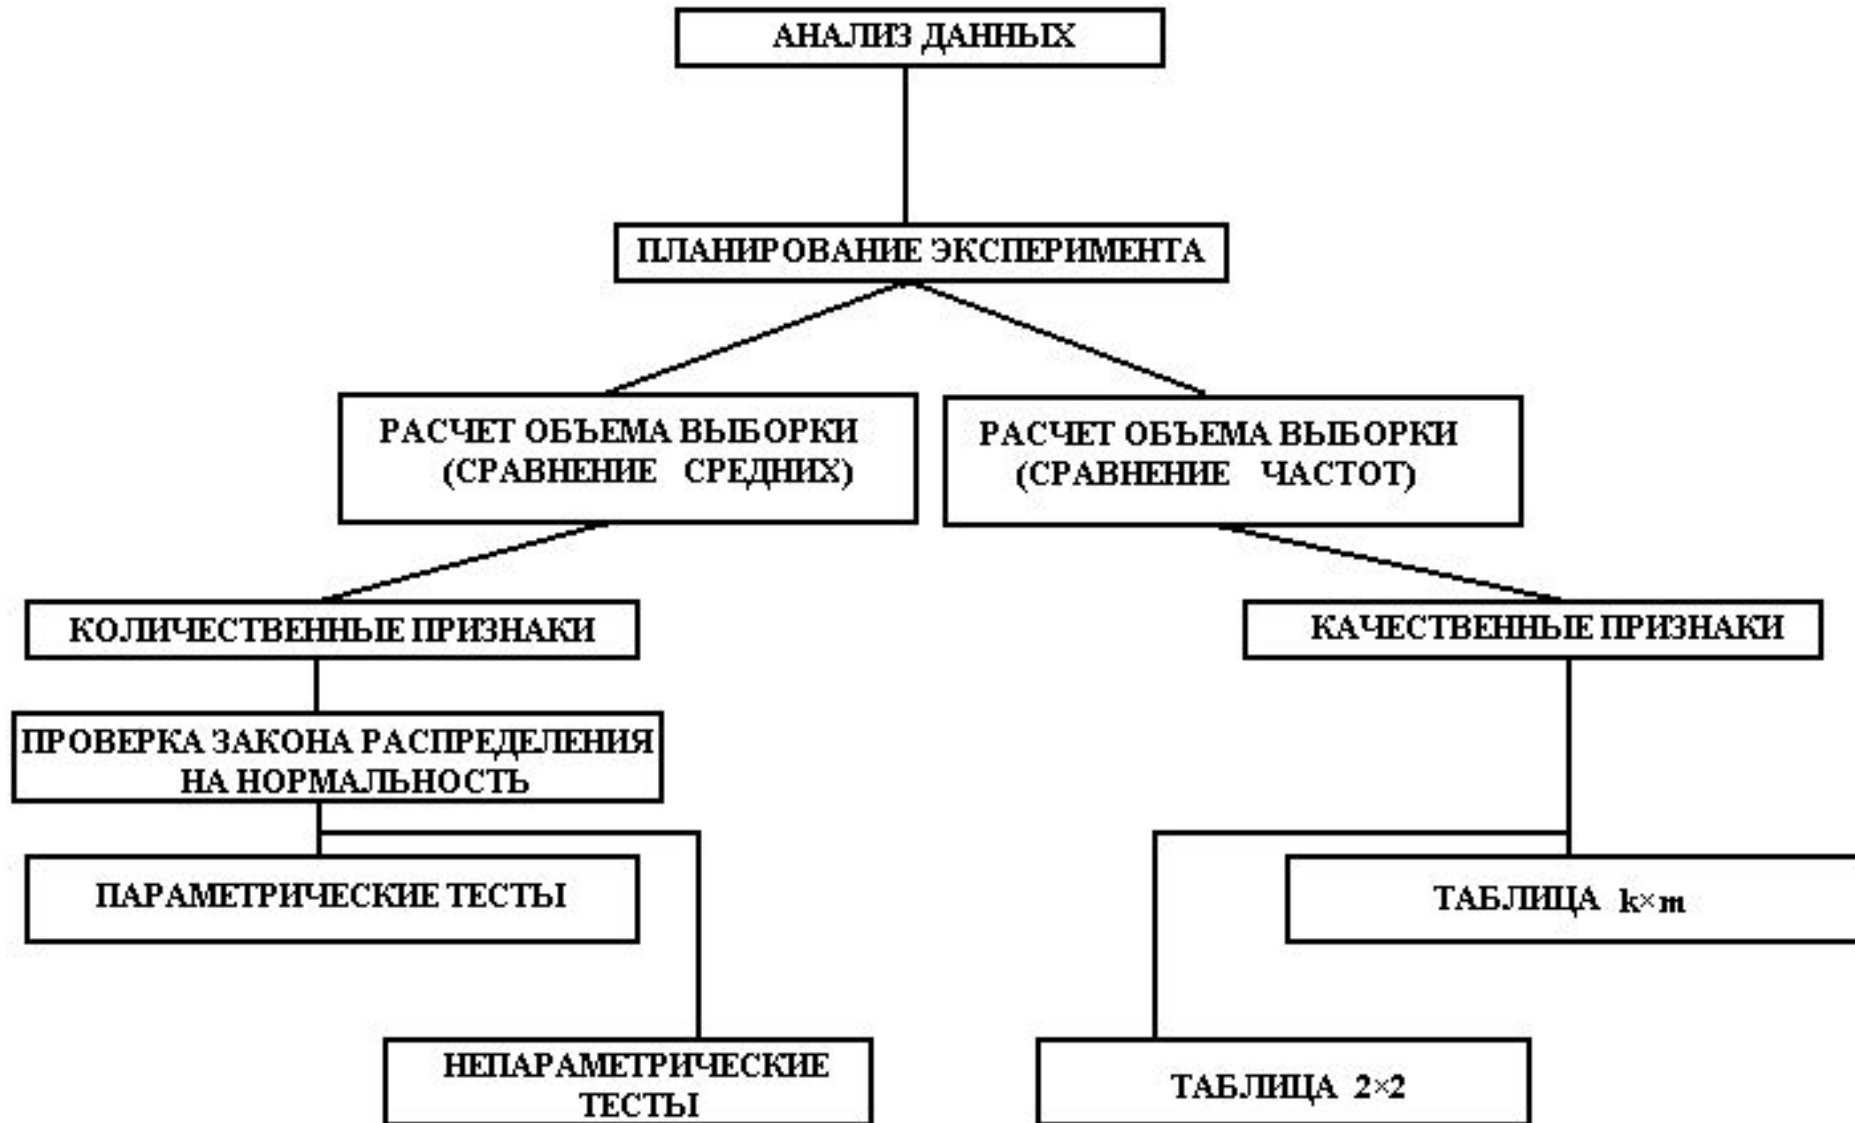 АНАЛИЗ ДАННЫХ
ПЛАНИРОВАНИЕ ЭКСПЕРИМЕНТА
РАСЧЕТ ОБЪЕМА ВЫБОРКИ
(СРАВНЕНИЕ СРЕДНИХ)
РАСЧЕТ ОБЪЕМА ВЫБОРКИ
(СРАВНЕНИЕ ЧАСТОТ)
КОЛИЧЕСТВЕННЫЕ ПРИЗНАКИ
КАЧЕСТВЕННЫЕ ПРИЗНАКИ
ПРОВЕРКА ЗАКОНА РАСПРЕДЕЛЕНИЯ
НА НОРМАЛЬНОСТЬ
ПАРАМЕТРИЧЕСКИЕ ТЕСТЫ
ТАБЛИЦА k×m
НЕПАРАМЕТРИЧЕСКИЕ
ТЕСТЫ
ТАБЛИЦА 2×2